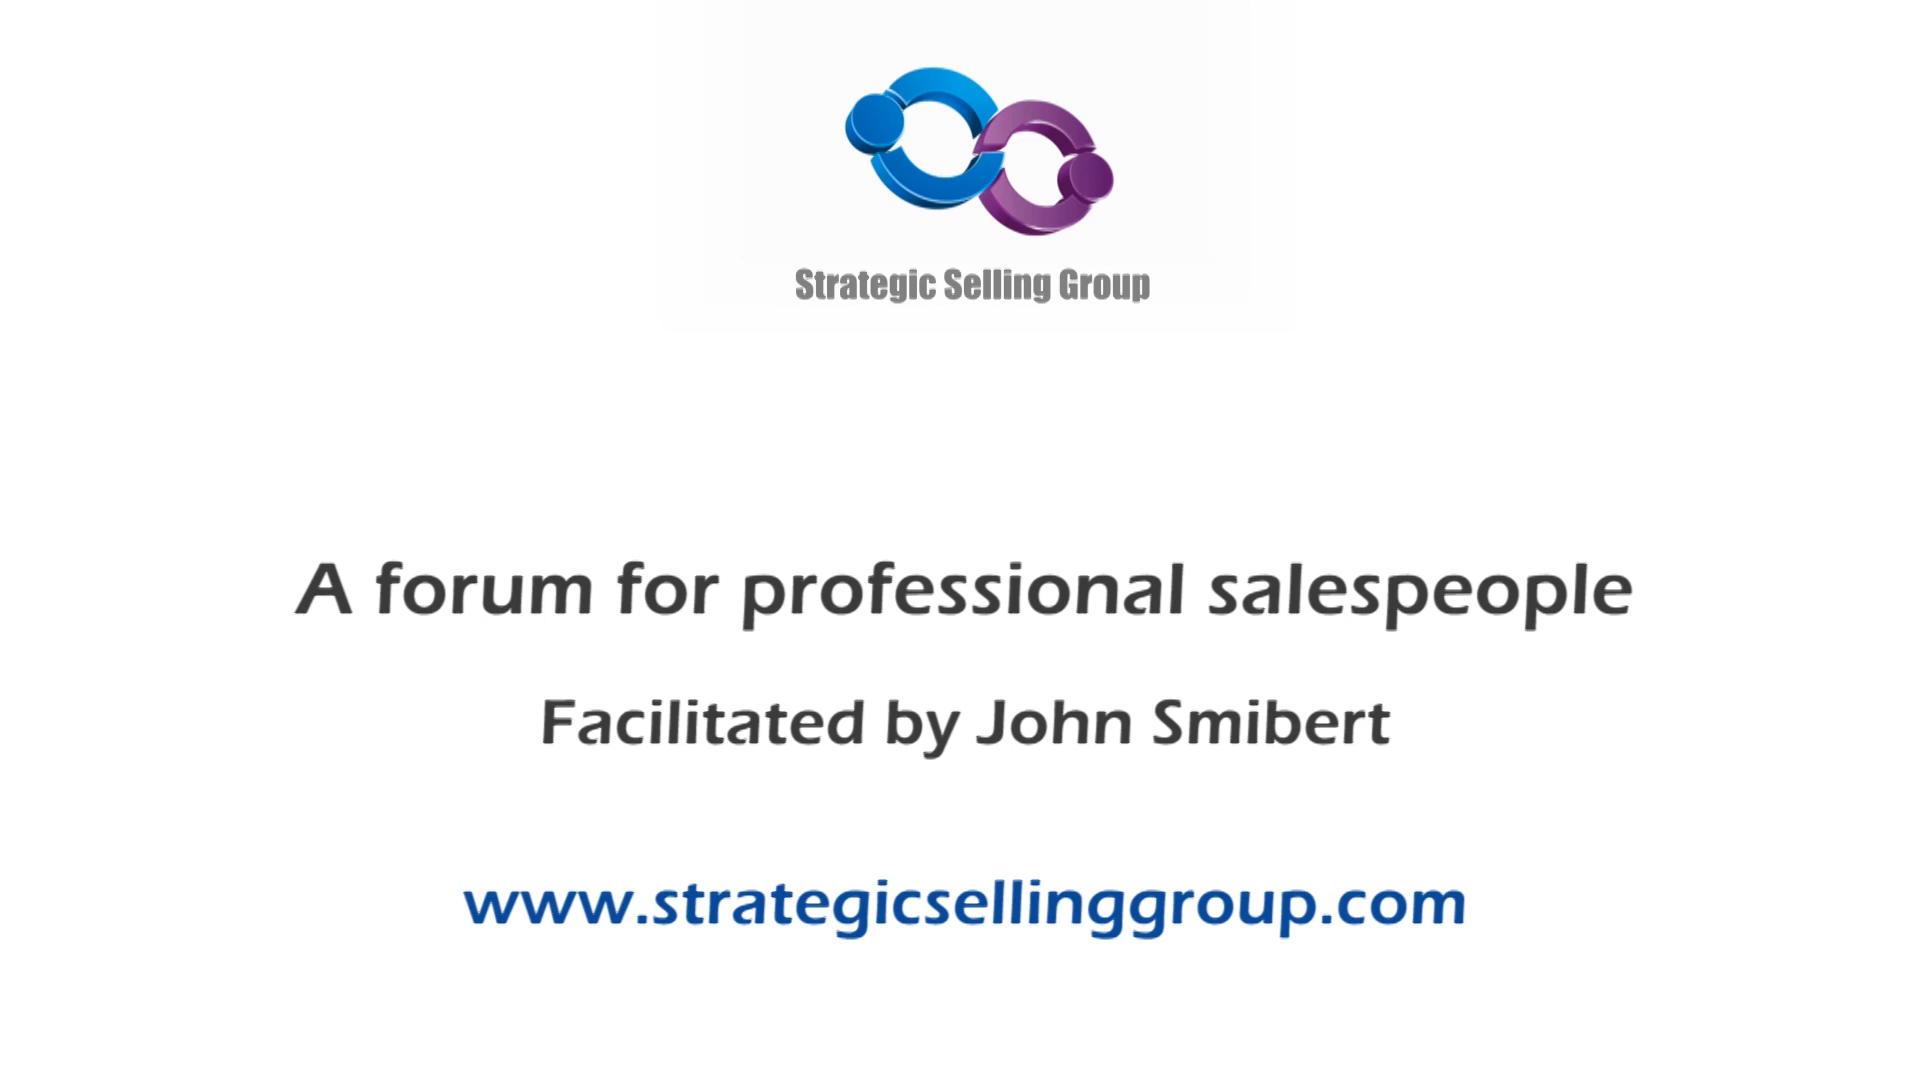 Strategic Selling Group
A forum for professional salespeople
Facilitated by John Smibert
www.strategicsellinggroup.com